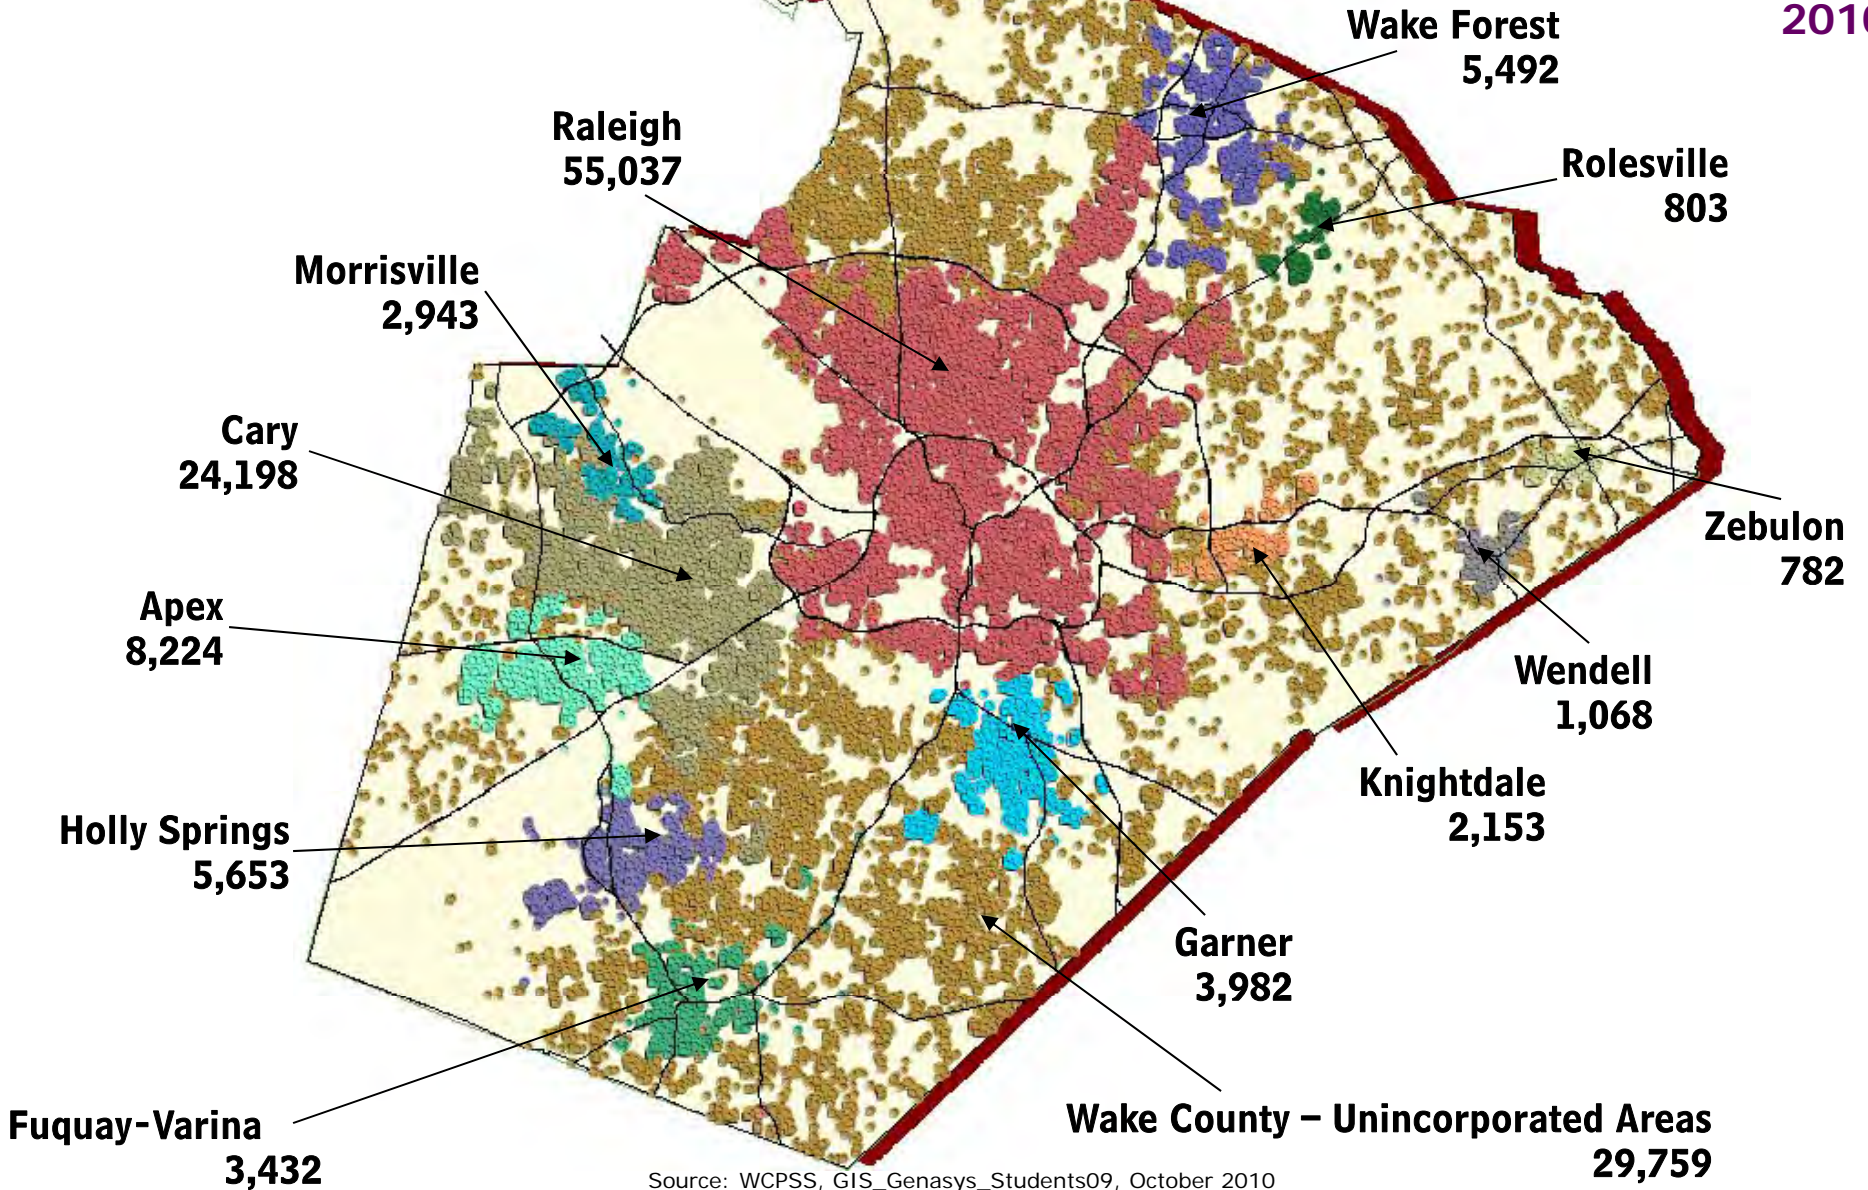 2010
Wake Forest
5,492
Raleigh
55,037
Rolesville
803
Morrisville
2,943
Cary
24,198
Zebulon
782
Apex
8,224
Wendell
1,068
Knightdale
2,153
Holly Springs
5,653
Garner
3,982
Fuquay-Varina
3,432
Wake County – Unincorporated Areas
29,759
Source: WCPSS, GIS_Genasys_Students09, October 2010